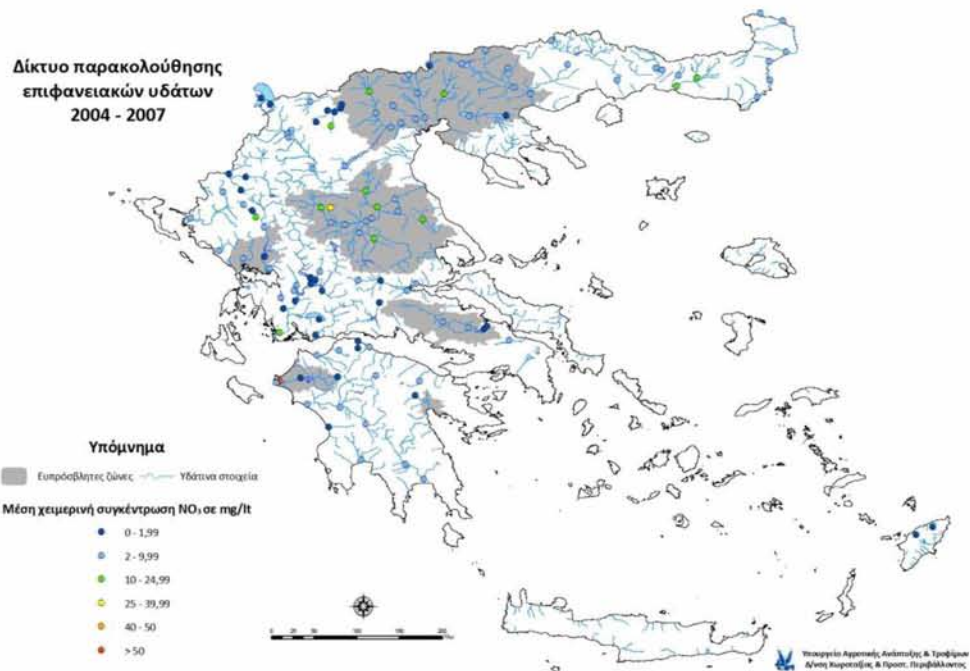 Δίκτυο παρακολούθησης
επιφανειακών υδάτων
2004 - 2007
Υπόμνημα
Ευπρόσβλητες ζώνες
Υδάτινα στοιχεία
Μέση χειμερινή συγκέντρωση NO₃ σε mg/lt
0 - 1,99
2 - 9,99
10 - 24,99
25 - 39,99
40 - 50
> 50
Υπουργείο Αγροτικής Ανάπτυξης & Τροφίμων
Δ/νση Χωροταξίας & Προστ. Περιβάλλοντος